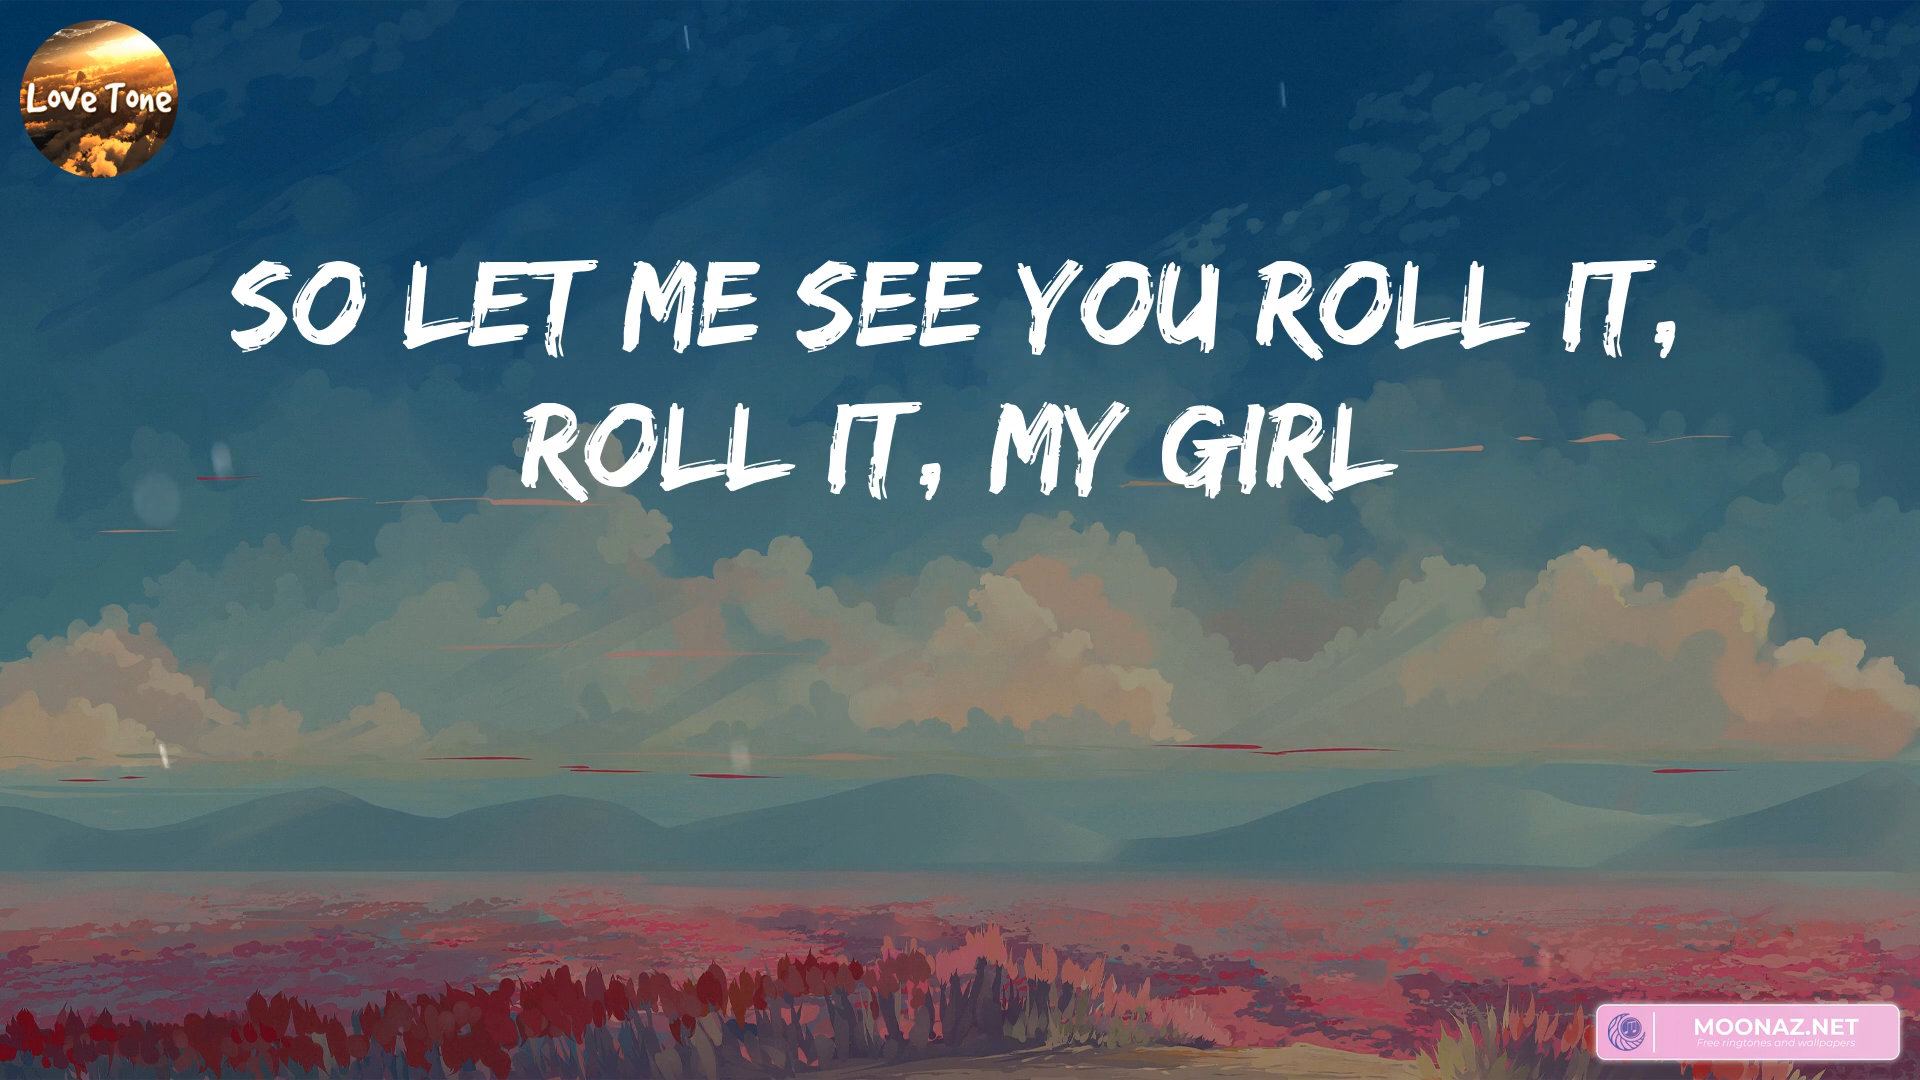 Love Tone
SO LET ME SEE YOU ROLL IT,
ROLL IT, MY GIRL
MOONAZ.NET
Free ringtones and wallpapers